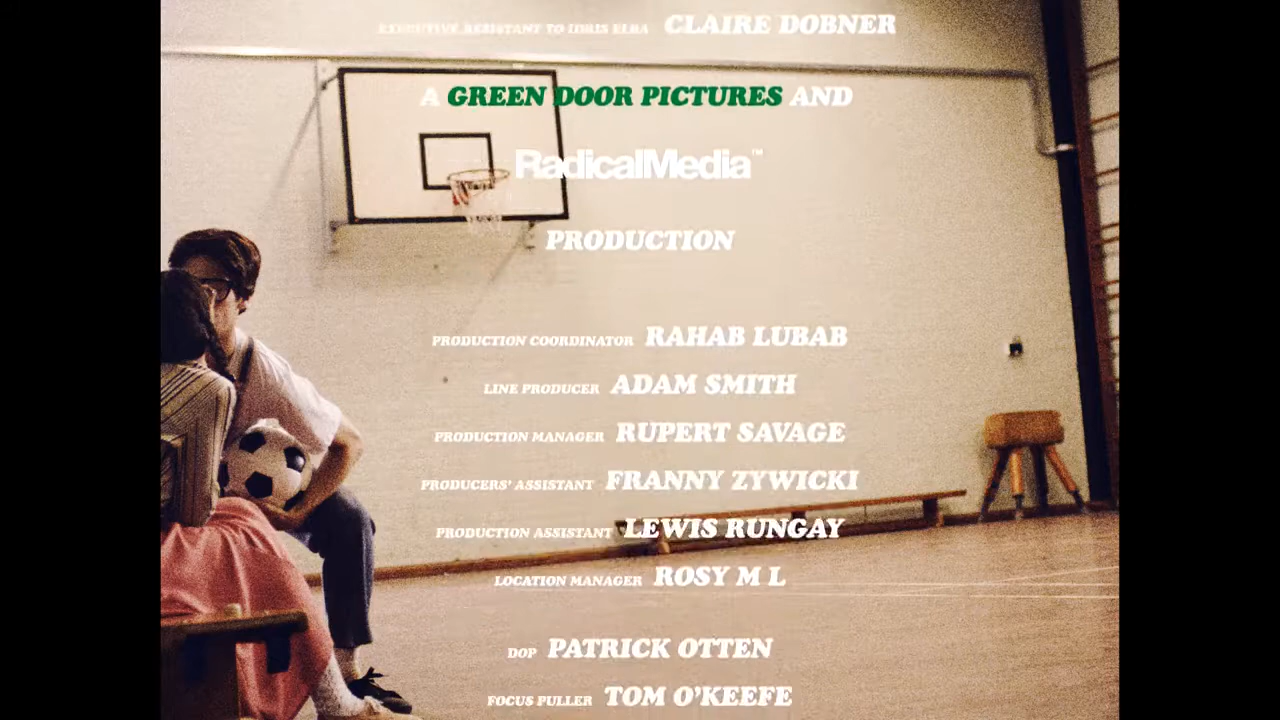 EXECUTIVE ASSISTANT TO IDRIS ELBA CLAIRE DOBNER
A GREEN DOOR PICTURES AND
RadicalMedia™
PRODUCTION
PRODUCTION COORDINATOR RAHAB LUBAB
LINE PRODUCER ADAM SMITH
PRODUCTION MANAGER RUPERT SAVAGE
PRODUCERS' ASSISTANT FRANNY ZYWICKI
PRODUCTION ASSISTANT LEWIS RUNGAY
LOCATION MANAGER ROSY M L
DOP PATRICK OTTEN
FOCUS PULLER TOM O'KEEFE